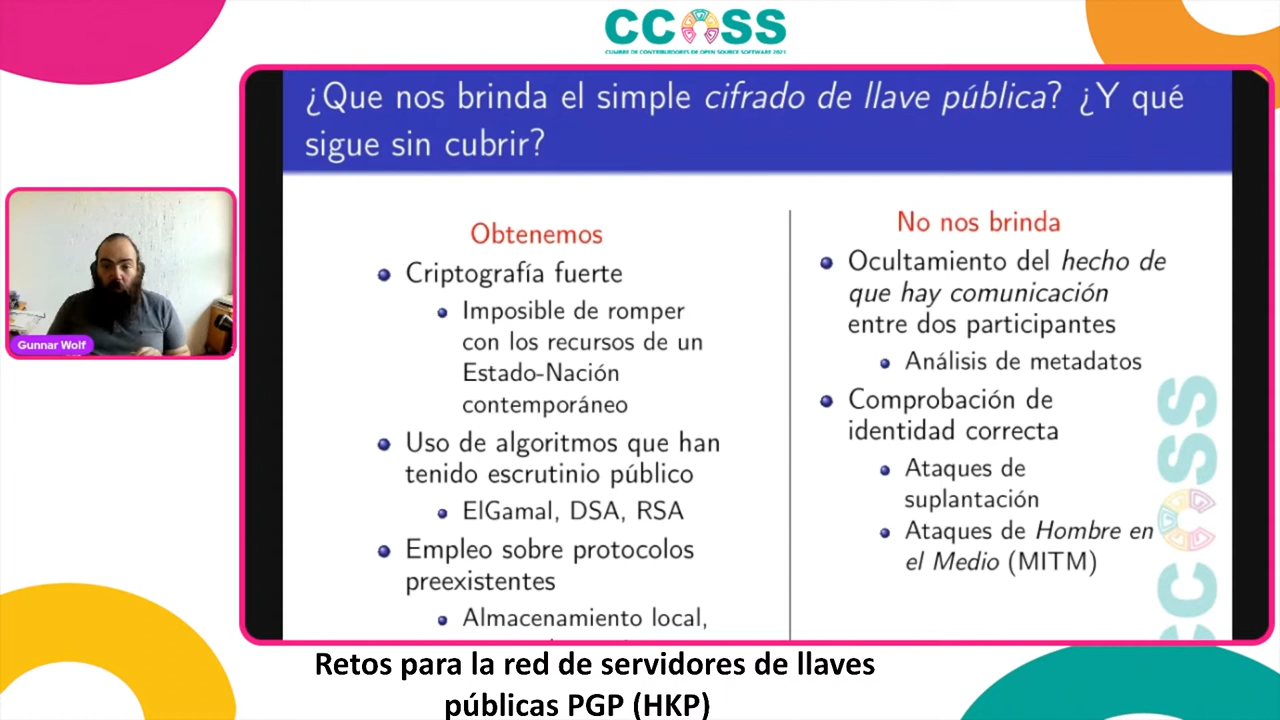 CCOSS
CUMBRE DE CONTRIBUIDORES DE OPEN SOURCE SOFTWARE 2021
¿Que nos brinda el simple cifrado de llave pública? ¿Y qué
sigue sin cubrir?
Gunnar Wolf
Obtenemos
Criptografía fuerte
Imposible de romper
con los recursos de un
Estado-Nación
contemporáneo
Uso de algoritmos que han
tenido escrutinio público
ElGamal, DSA, RSA
Empleo sobre protocolos
preexistentes
Almacenamiento local,
No nos brinda
Ocultamiento del hecho de
que hay comunicación
entre dos participantes
Análisis de metadatos
Comprobación de
identidad correcta
Ataques de
suplantación
Ataques de Hombre en
el Medio (MITM)
CCOSS
Retos para la red de servidores de llaves
públicas PGP (HKP)